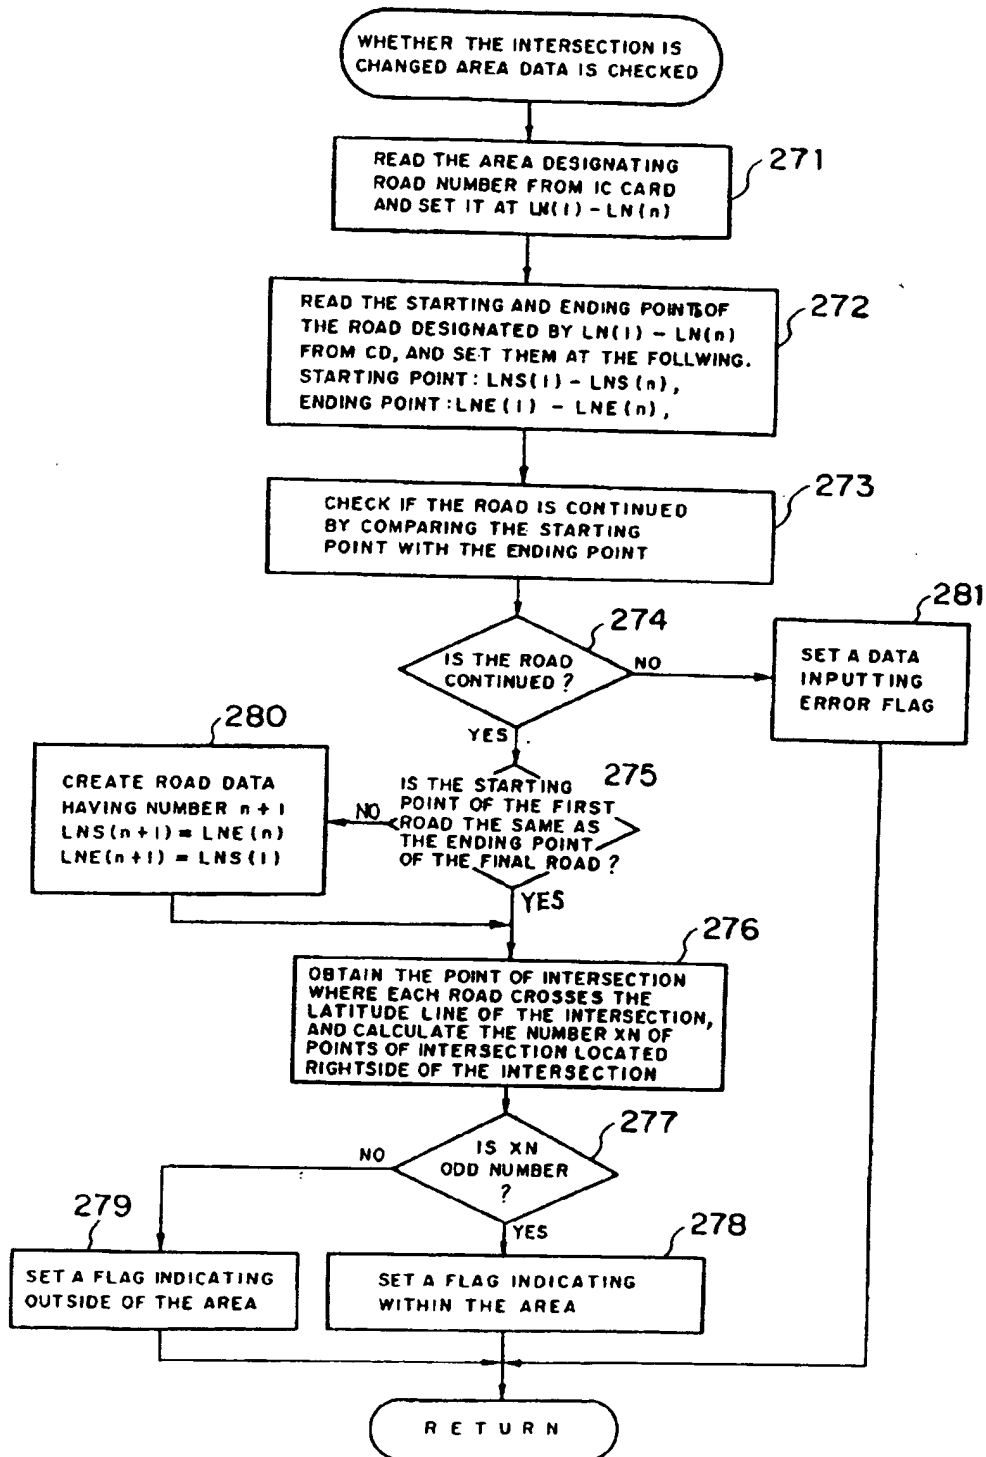 WHETHER THE INTERSECTION IS
CHANGED AREA DATA IS CHECKED
271
READ THE AREA DESIGNATING
ROAD NUMBER FROM IC CARD
AND SET IT AT LN(1) - LN(n)
272
READ THE STARTING AND ENDING POINTS OF
THE ROAD DESIGNATED BY LN(1) - LN(n)
FROM CD, AND SET THEM AT THE FOLLWING.
STARTING POINT: LNS(1) - LNS(n),
ENDING POINT: LNE(1) - LNE(n),
273
CHECK IF THE ROAD IS CONTINUED
BY COMPARING THE STARTING
POINT WITH THE ENDING POINT
274
IS THE ROAD
CONTINUED ?
NO
YES
281
SET A DATA
INPUTTING
ERROR FLAG
280
CREATE ROAD DATA
HAVING NUMBER n+1
LNS(n+1) = LNE(n)
LNE(n+1) = LNS(1)
275
IS THE STARTING
POINT OF THE FIRST
ROAD THE SAME AS
THE ENDING POINT
OF THE FINAL ROAD ?
NO
YES
276
OBTAIN THE POINT OF INTERSECTION
WHERE EACH ROAD CROSSES THE
LATITUDE LINE OF THE INTERSECTION,
AND CALCULATE THE NUMBER XN OF
POINTS OF INTERSECTION LOCATED
RIGHTSIDE OF THE INTERSECTION
277
IS XN
ODD NUMBER
?
NO
YES
279
SET A FLAG INDICATING
OUTSIDE OF THE AREA
278
SET A FLAG INDICATING
WITHIN THE AREA
RETURN